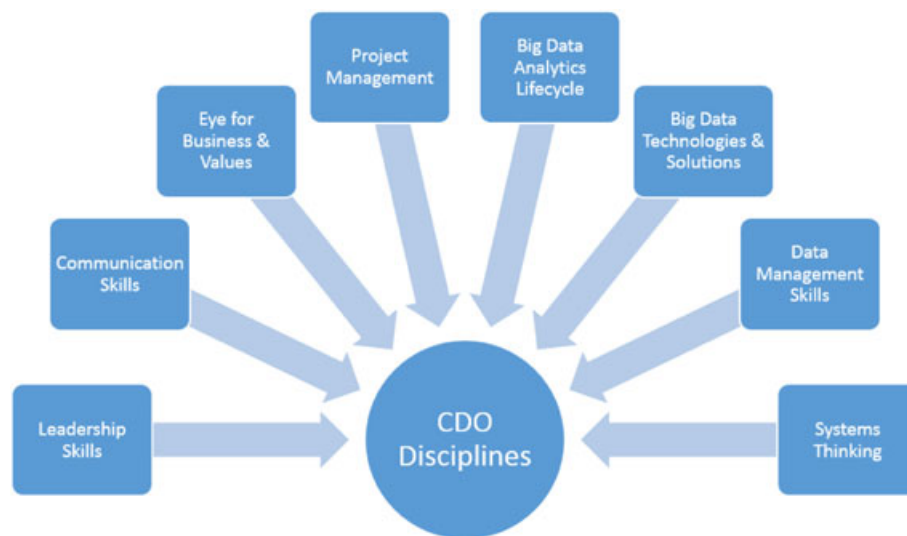 Project
Management
Big Data
Analytics
Lifecycle
Eye for
Business &
Values
Big Data
Technologies &
Solutions
Communication
Skills
Data
Management
Skills
Leadership
Skills
CDO
Disciplines
Systems
Thinking